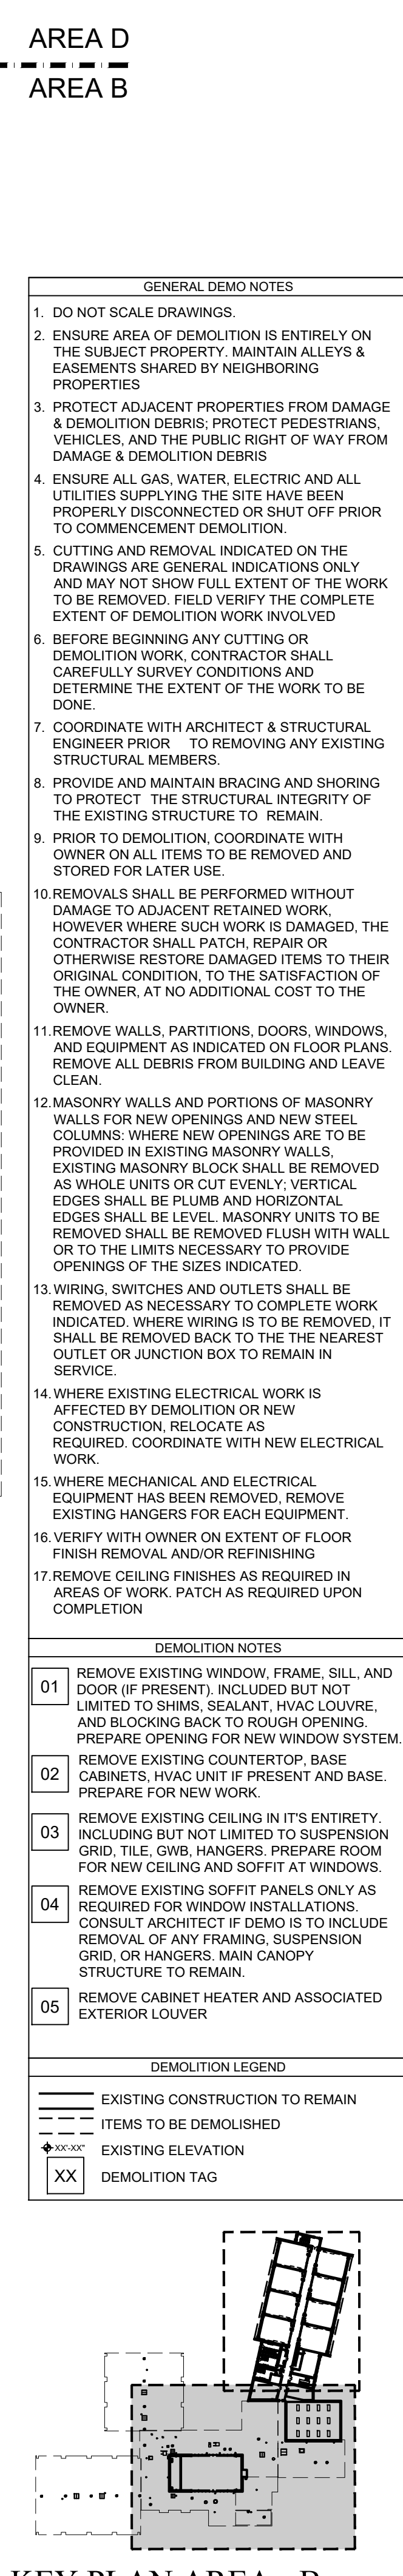 AREA D
AREA B
GENERAL DEMO NOTES
1. DO NOT SCALE DRAWINGS.
2. ENSURE AREA OF DEMOLITION IS ENTIRELY ON
THE SUBJECT PROPERTY. MAINTAIN ALLEYS &
EASEMENTS SHARED BY NEIGHBORING
PROPERTIES
3. PROTECT ADJACENT PROPERTIES FROM DAMAGE
& DEMOLITION DEBRIS; PROTECT PEDESTRIANS,
VEHICLES, AND THE PUBLIC RIGHT OF WAY FROM
DAMAGE & DEMOLITION DEBRIS
4. ENSURE ALL GAS, WATER, ELECTRIC AND ALL
UTILITIES SUPPLYING THE SITE HAVE BEEN
PROPERLY DISCONNECTED OR SHUT OFF PRIOR
TO COMMENCEMENT DEMOLITION.
5. CUTTING AND REMOVAL INDICATED ON THE
DRAWINGS ARE GENERAL INDICATIONS ONLY
AND MAY NOT SHOW FULL EXTENT OF THE WORK
TO BE REMOVED. FIELD VERIFY THE COMPLETE
EXTENT OF DEMOLITION WORK INVOLVED
6. BEFORE BEGINNING ANY CUTTING OR
DEMOLITION WORK, CONTRACTOR SHALL
CAREFULLY SURVEY CONDITIONS AND
DETERMINE THE EXTENT OF THE WORK TO BE
DONE.
7. COORDINATE WITH ARCHITECT & STRUCTURAL
ENGINEER PRIOR TO REMOVING ANY EXISTING
STRUCTURAL MEMBERS.
8. PROVIDE AND MAINTAIN BRACING AND SHORING
TO PROTECT THE STRUCTURAL INTEGRITY OF
THE EXISTING STRUCTURE TO REMAIN.
9. PRIOR TO DEMOLITION, COORDINATE WITH
OWNER ON ALL ITEMS TO BE REMOVED AND
STORED FOR LATER USE.
10. REMOVALS SHALL BE PERFORMED WITHOUT
DAMAGE TO ADJACENT RETAINED WORK,
HOWEVER WHERE SUCH WORK IS DAMAGED, THE
CONTRACTOR SHALL PATCH, REPAIR OR
OTHERWISE RESTORE DAMAGED ITEMS TO THEIR
ORIGINAL CONDITION, TO THE SATISFACTION OF
THE OWNER, AT NO ADDITIONAL COST TO THE
OWNER.
11. REMOVE WALLS, PARTITIONS, DOORS, WINDOWS,
AND EQUIPMENT AS INDICATED ON FLOOR PLANS.
REMOVE ALL DEBRIS FROM BUILDING AND LEAVE
CLEAN.
12. MASONRY WALLS AND PORTIONS OF MASONRY
WALLS FOR NEW OPENINGS AND NEW STEEL
COLUMNS: WHERE NEW OPENINGS ARE TO BE
PROVIDED IN EXISTING MASONRY WALLS,
EXISTING MASONRY BLOCK SHALL BE REMOVED
AS WHOLE UNITS OR CUT EVENLY; VERTICAL
EDGES SHALL BE PLUMB AND HORIZONTAL
EDGES SHALL BE LEVEL. MASONRY UNITS TO BE
REMOVED SHALL BE REMOVED FLUSH WITH WALL
OR TO THE LIMITS NECESSARY TO PROVIDE
OPENINGS OF THE SIZES INDICATED.
13. WIRING, SWITCHES AND OUTLETS SHALL BE
REMOVED AS NECESSARY TO COMPLETE WORK
INDICATED. WHERE WIRING IS TO BE REMOVED, IT
SHALL BE REMOVED BACK TO THE THE NEAREST
OUTLET OR JUNCTION BOX TO REMAIN IN
SERVICE.
14. WHERE EXISTING ELECTRICAL WORK IS
AFFECTED BY DEMOLITION OR NEW
CONSTRUCTION, RELOCATE AS
REQUIRED. COORDINATE WITH NEW ELECTRICAL
WORK.
15. WHERE MECHANICAL AND ELECTRICAL
EQUIPMENT HAS BEEN REMOVED, REMOVE
EXISTING HANGERS FOR EACH EQUIPMENT.
16. VERIFY WITH OWNER ON EXTENT OF FLOOR
FINISH REMOVAL AND/OR REFINISHING
17. REMOVE CEILING FINISHES AS REQUIRED IN
AREAS OF WORK. PATCH AS REQUIRED UPON
COMPLETION
DEMOLITION NOTES
01 REMOVE EXISTING WINDOW, FRAME, SILL, AND
DOOR (IF PRESENT). INCLUDED BUT NOT
LIMITED TO SHIMS, SEALANT, HVAC LOUVRE,
AND BLOCKING BACK TO ROUGH OPENING.
PREPARE OPENING FOR NEW WINDOW SYSTEM.
02 REMOVE EXISTING COUNTERTOP, BASE
CABINETS, HVAC UNIT IF PRESENT AND BASE.
PREPARE FOR NEW WORK.
03 REMOVE EXISTING CEILING IN IT'S ENTIRETY.
INCLUDING BUT NOT LIMITED TO SUSPENSION
GRID, TILE, GWB, HANGERS. PREPARE ROOM
FOR NEW CEILING AND SOFFIT AT WINDOWS.
04 REMOVE EXISTING SOFFIT PANELS ONLY AS
REQUIRED FOR WINDOW INSTALLATIONS.
CONSULT ARCHITECT IF DEMO IS TO INCLUDE
REMOVAL OF ANY FRAMING, SUSPENSION
GRID, OR HANGERS. MAIN CANOPY
STRUCTURE TO REMAIN.
05 REMOVE CABINET HEATER AND ASSOCIATED
EXTERIOR LOUVER
DEMOLITION LEGEND
EXISTING CONSTRUCTION TO REMAIN
ITEMS TO BE DEMOLISHED
XX'-XX" EXISTING ELEVATION
XX DEMOLITION TAG
KEY PLAN AREA - B